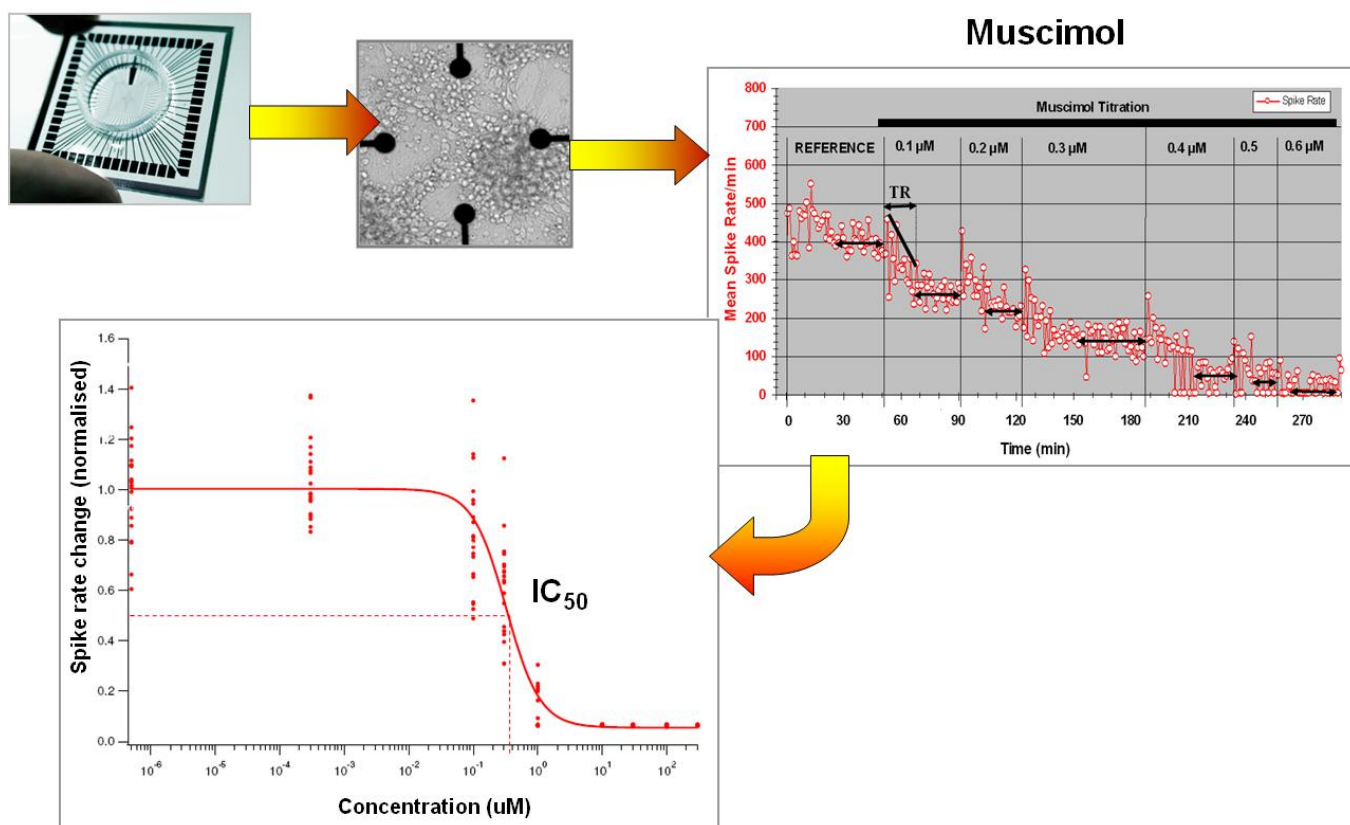 Muscimol
800
700
600
500
400
300
200
100
0
Mean Spike Rate/min
Spike Rate
Muscimol Titration
REFERENCE 0.1 µM 0.2 µM 0.3 µM 0.4 µM 0.5 0.6 µM
TR
0 30 60 90 120 150 180 210 240 270
Time (min)
1.6
1.4
1.2
1.0
0.8
0.6
0.4
0.2
0.0
Spike rate change (normalised)
IC50
10-6 10-5 10-4 10-3 10-2 10-1 100 101 102
Concentration (uM)